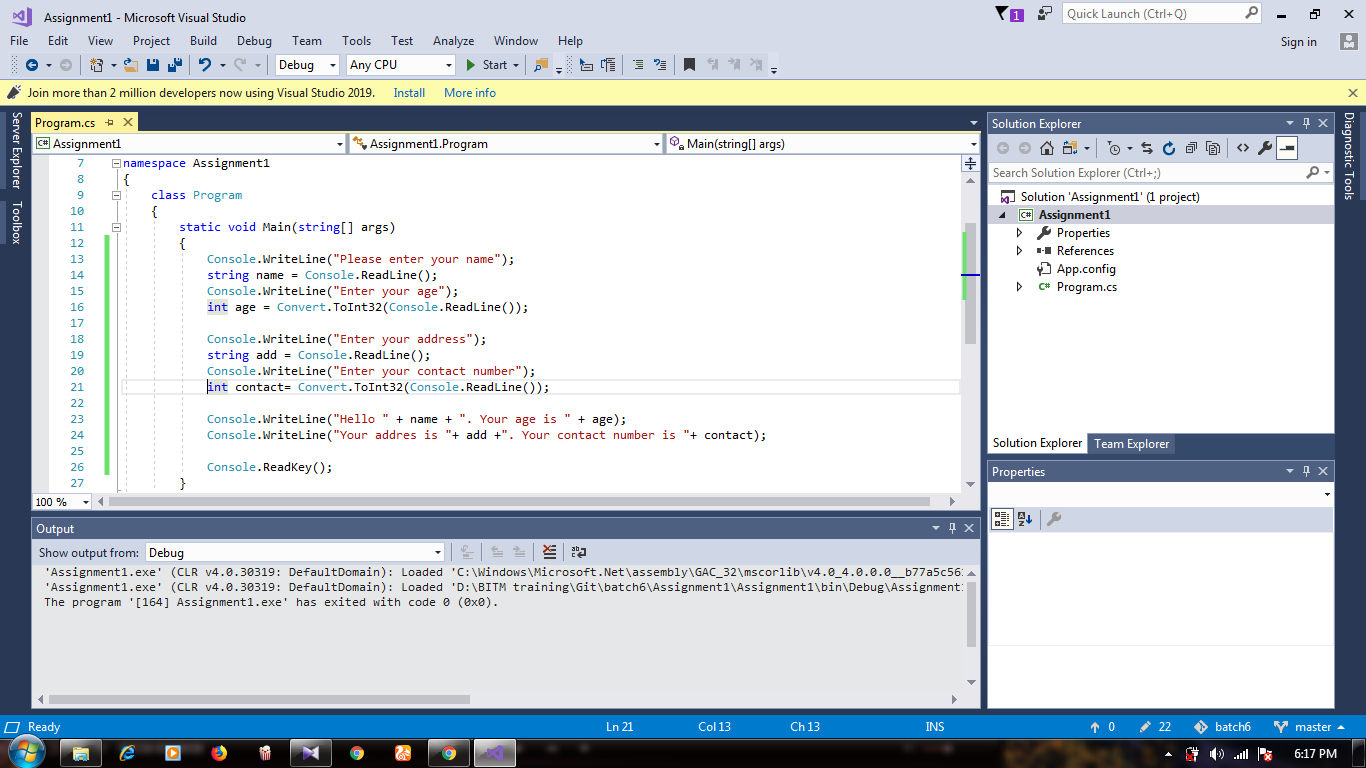 Assignment1 - Microsoft Visual Studio
1
Quick Launch (Ctrl+Q)
File Edit View Project Build Debug Team Tools Test Analyze Window Help
Sign in
Debug Any CPU Start
Join more than 2 million developers now using Visual Studio 2019. Install More info
Server Explorer
Toolbox
Program.cs
Assignment1 Assignment1.Program Main(string[] args)
7 namespace Assignment1
8 {
9 class Program
10 {
11 static void Main(string[] args)
12 {
13 Console.WriteLine("Please enter your name");
14 string name = Console.ReadLine();
15 Console.WriteLine("Enter your age");
16 int age = Convert.ToInt32(Console.ReadLine());
17
18 Console.WriteLine("Enter your address");
19 string add = Console.ReadLine();
20 Console.WriteLine("Enter your contact number");
21 int contact= Convert.ToInt32(Console.ReadLine());
22
23 Console.WriteLine("Hello " + name + ". Your age is " + age);
24 Console.WriteLine("Your addres is "+ add +". Your contact number is "+ contact);
25
26 Console.ReadKey();
27 }
100 %
Output
Show output from: Debug
'Assignment1.exe' (CLR v4.0.30319: DefaultDomain): Loaded 'C:\Windows\Microsoft.Net\assembly\GAC_32\mscorlib\v4.0_4.0.0.0__b77a5c56
'Assignment1.exe' (CLR v4.0.30319: DefaultDomain): Loaded 'D:\BITM training\Git\batch6\Assignment1\Assignment1\bin\Debug\Assignment1
The program '[164] Assignment1.exe' has exited with code 0 (0x0).
Solution Explorer
Search Solution Explorer (Ctrl+;)
Solution 'Assignment1' (1 project)
C# Assignment1
Properties
References
App.config
C# Program.cs
Solution Explorer Team Explorer
Properties
Diagnostic Tools
Ready Ln 21 Col 13 Ch 13 INS 0 22 batch6 master
6:17 PM